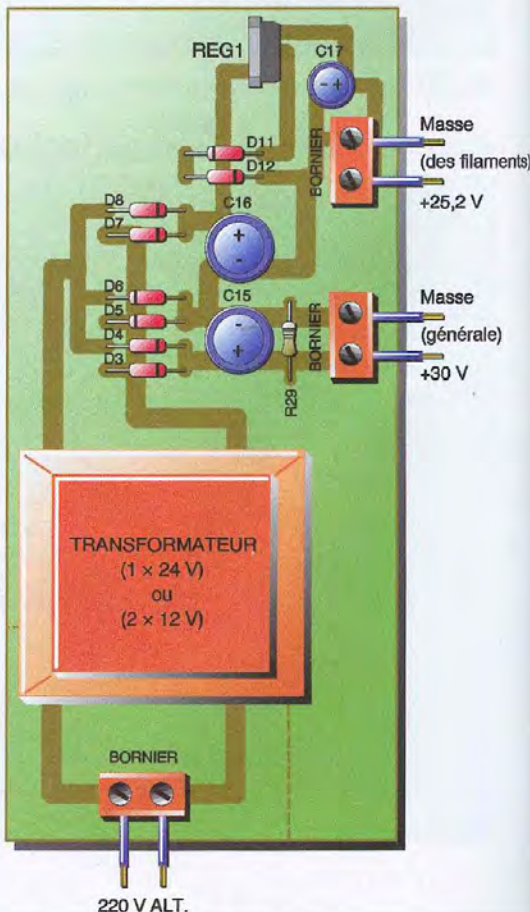 REG1
C17
Masse
(des filaments)
+25,2 V
BORNIER
D11
D12
D8
D7
C16
+
-
D6
D5
D4
D3
C15
-
+
R29
BORNIER
Masse
(générale)
+30 V
- +
TRANSFORMATEUR
(1 × 24 V)
ou
(2 × 12 V)
BORNIER
220 V ALT.